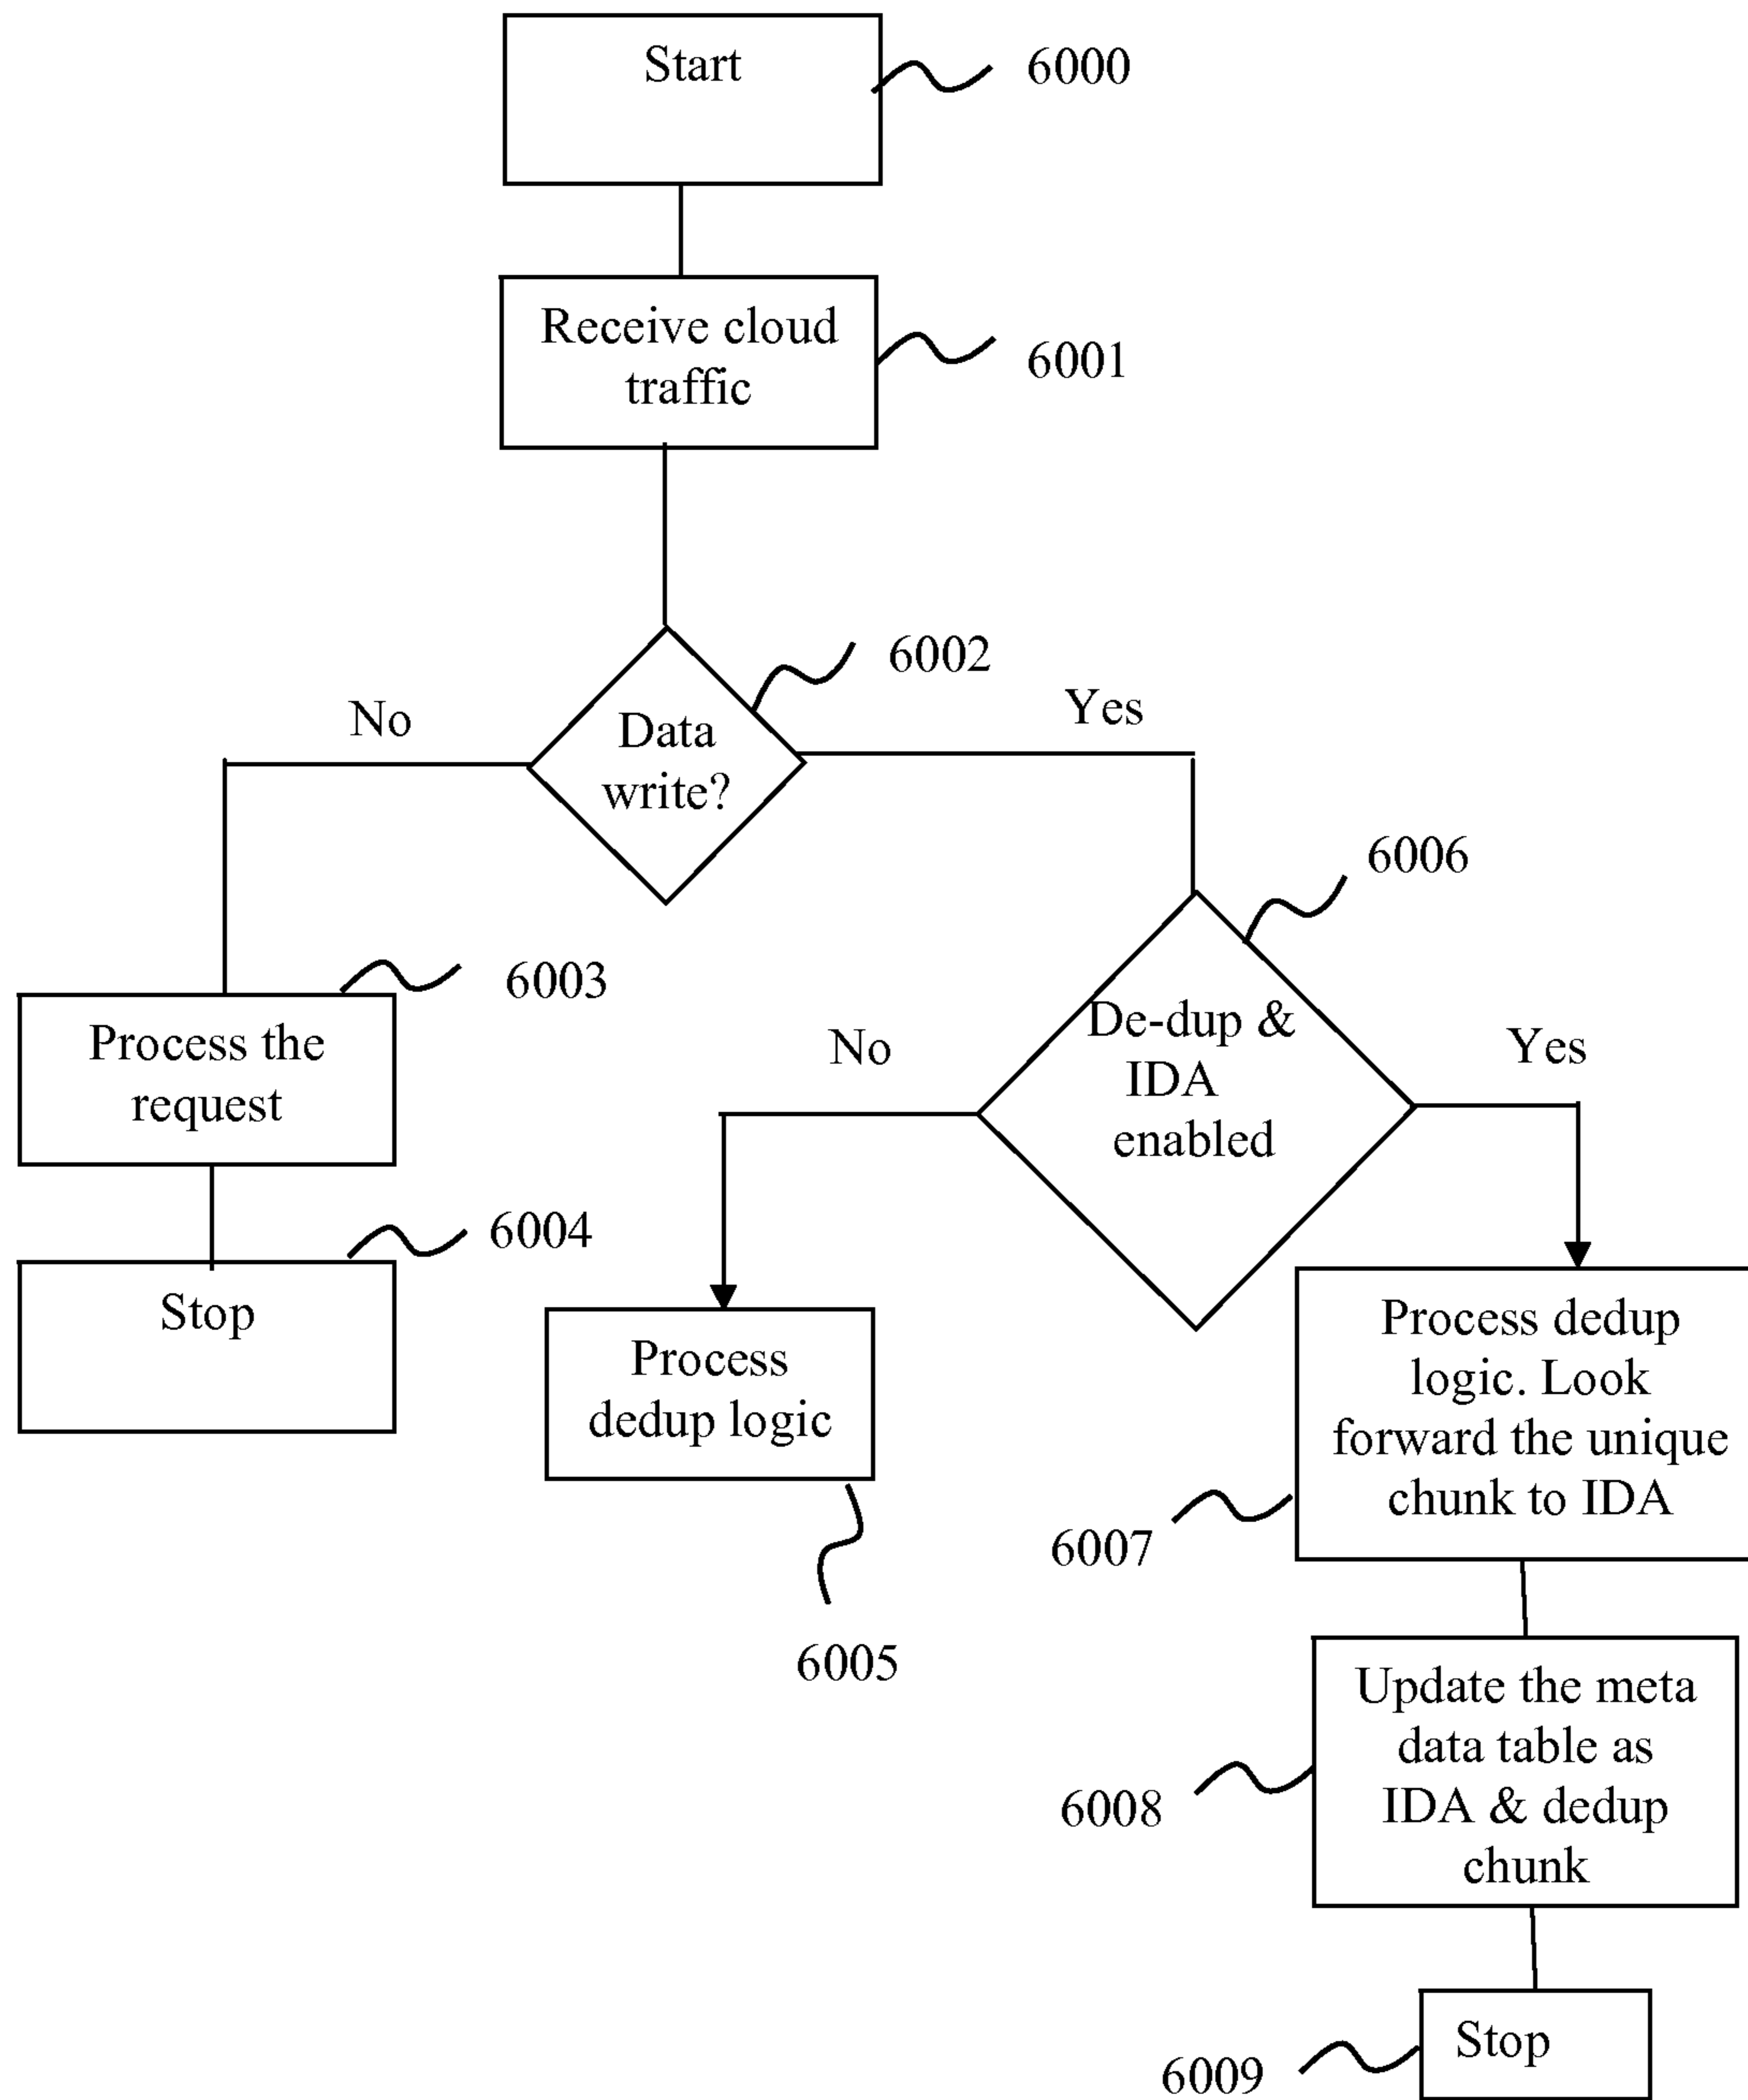 Start
6000
Receive cloud
traffic
6001
6002
No
Yes
Data
write?
6006
6003
Process the
request
De-dup &
IDA
enabled
No
Yes
6004
Stop
Process
dedup logic
6005
Process dedup
logic. Look
forward the unique
chunk to IDA
6007
Update the meta
data table as
IDA & dedup
chunk
6008
Stop
6009